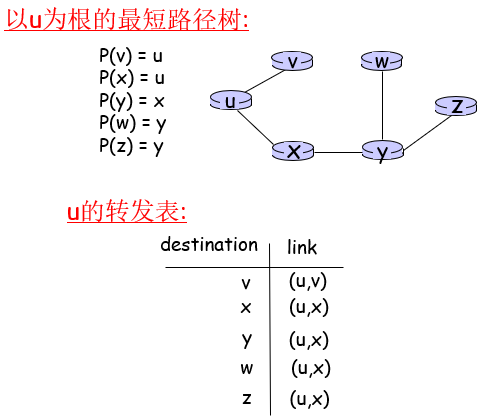 以u为根的最短路径树:
P(v) = u
P(x) = u
P(y) = x
P(w) = y
P(z) = y
v
w
u
z
x
y
u的转发表:
destination link
v (u,v)
x (u,x)
y (u,x)
w (u,x)
z (u,x)